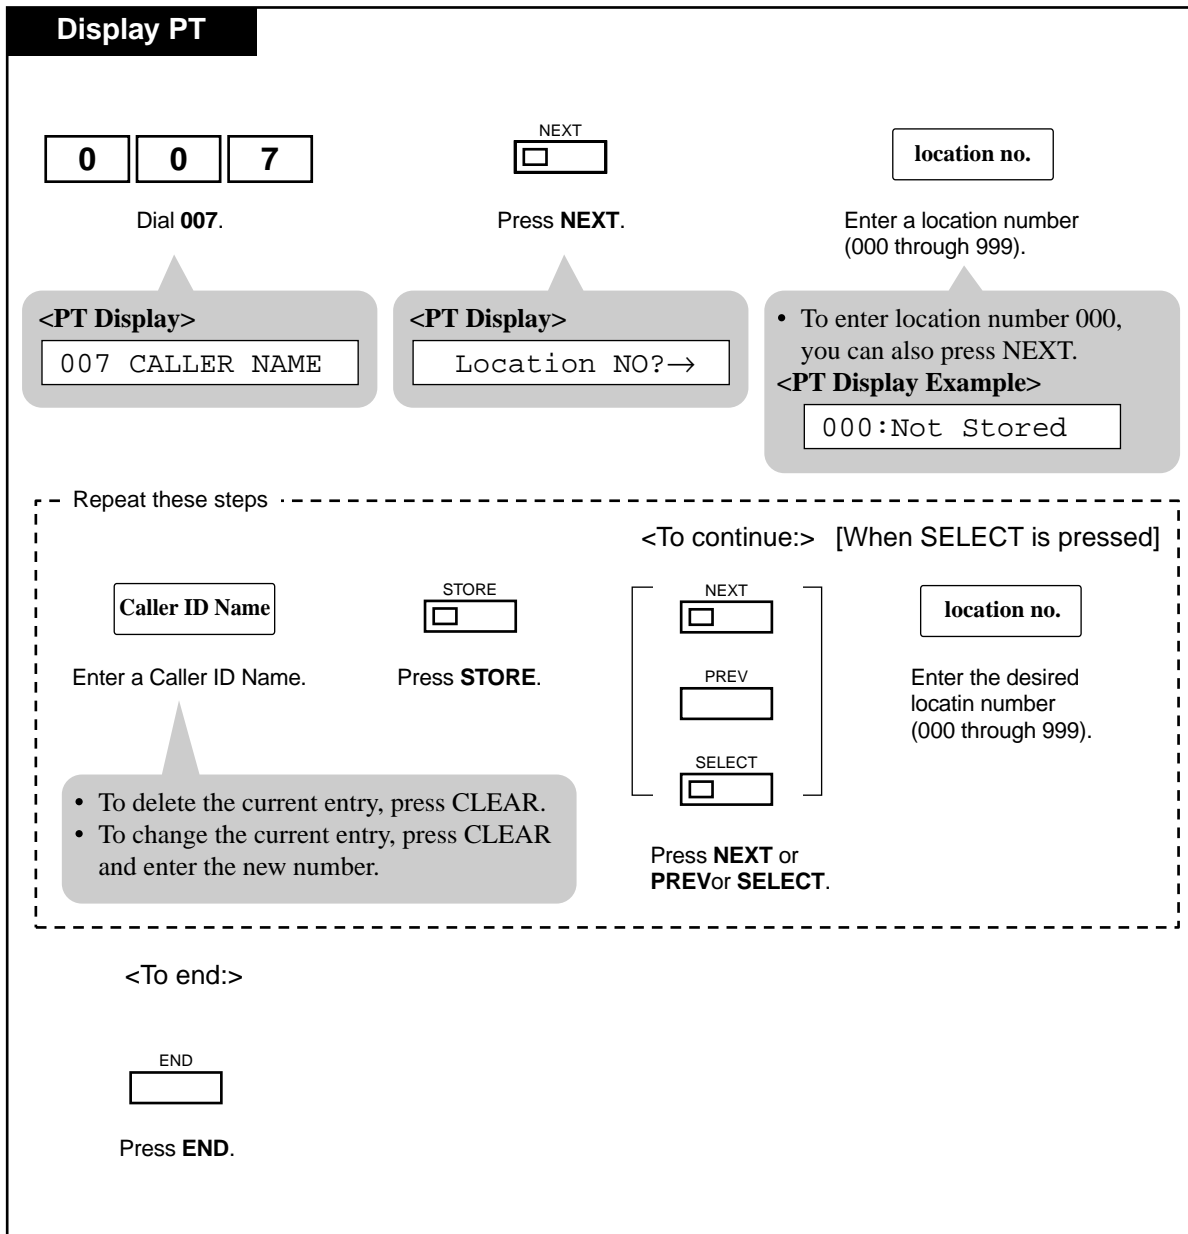 Display PT
0 0 7
Dial 007.
NEXT
Press NEXT.
location no.
Enter a location number
(000 through 999).
<PT Display>
007 CALLER NAME
<PT Display>
Location NO?→
• To enter location number 000,
you can also press NEXT.
<PT Display Example>
000:Not Stored
Repeat these steps
<To continue:> [When SELECT is pressed]
Caller ID Name
Enter a Caller ID Name.
STORE
Press STORE.
NEXT
PREV
SELECT
Press NEXT or
PREVor SELECT.
location no.
Enter the desired
locatin number
(000 through 999).
• To delete the current entry, press CLEAR.
• To change the current entry, press CLEAR
and enter the new number.
<To end:>
END
Press END.